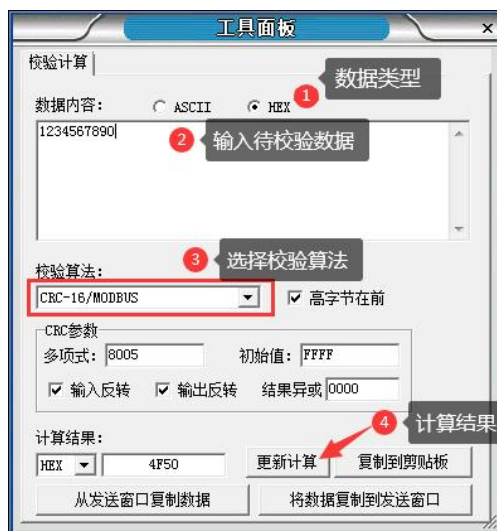 工具面板
×
校验计算
数据类型
数据内容: ASCII HEX 1
1234567890
2 输入待校验数据
3 选择校验算法
校验算法:
CRC-16/MODBUS 高字节在前
CRC参数
多项式: 8005 初始值: FFFF
输入反转 输出反转 结果异或 0000
4 计算结果
计算结果:
HEX 4F50 更新计算 复制到剪贴板
从发送窗口复制数据 将数据复制到发送窗口